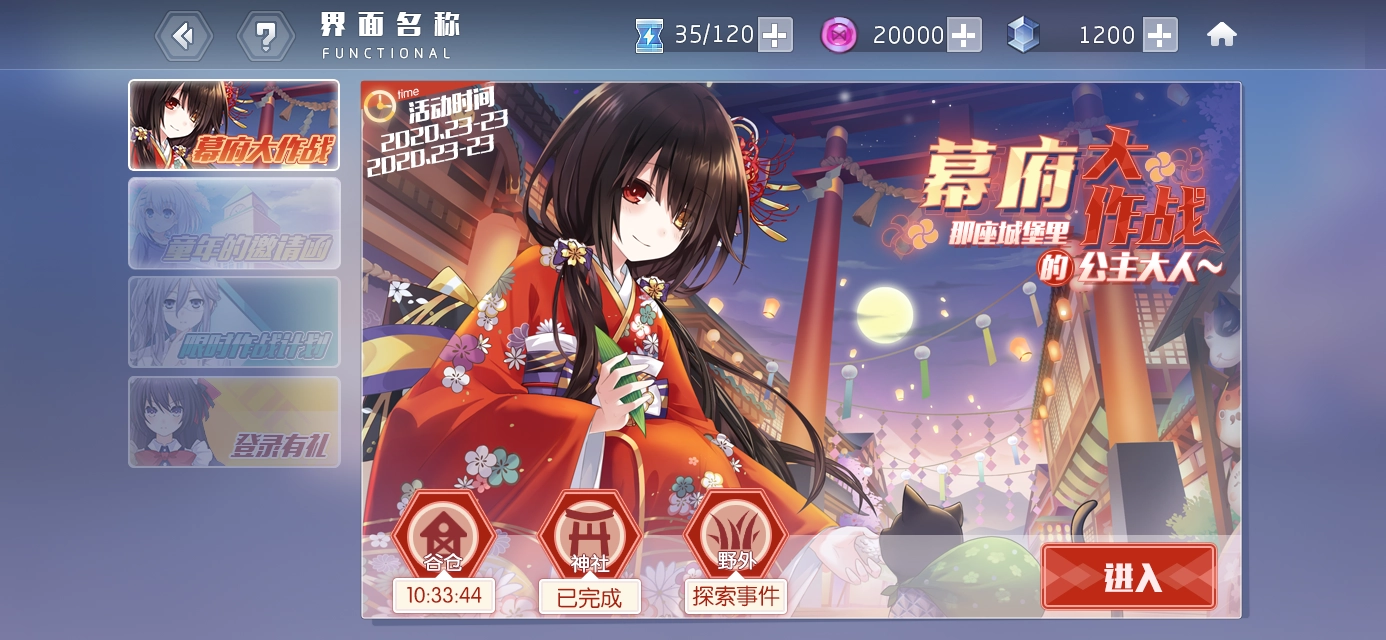 界面名称
FUNCTIONAL
35/120
20000
1200
幕府大作战
童年的邀请函
限时作战计划
登录有礼
time
活动时间
2020.23-23
2020.23-23
幕府大作战
那座城堡里
的公主大人~
谷仓
10:33:44
神社
已完成
野外
探索事件
进入